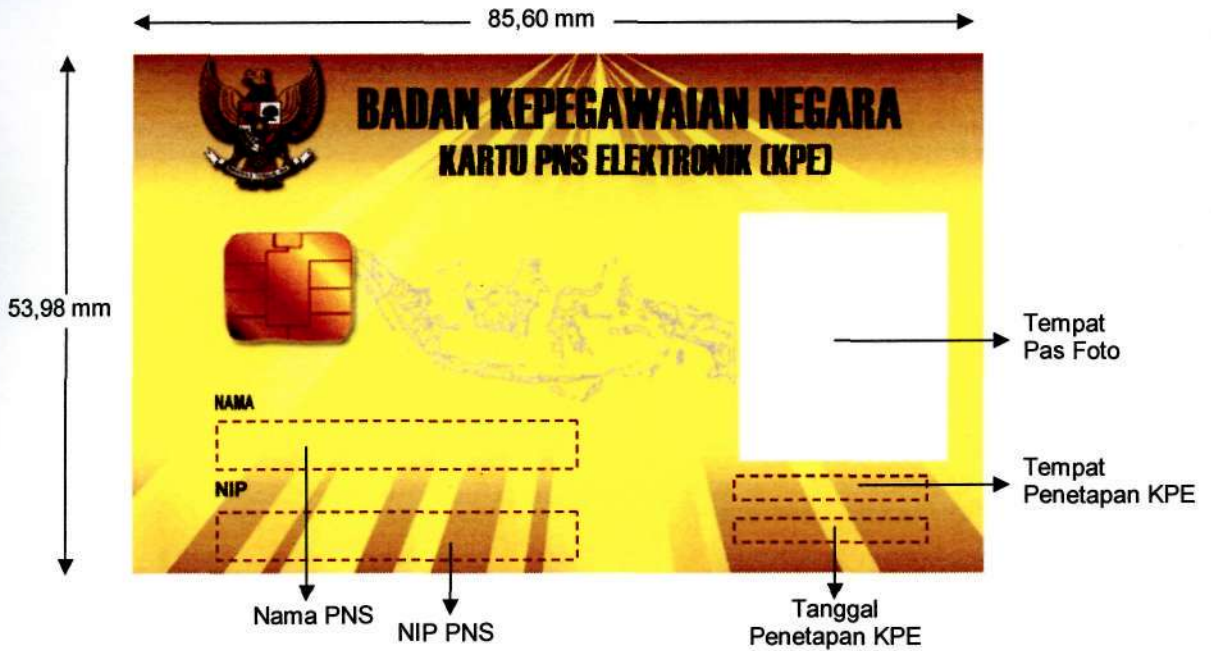 85,60 mm
BADAN KEPEGAWAIAN NEGARA
KARTU PNS ELEKTRONIK (KPE)
53,98 mm
Tempat
Pas Foto
NAMA
Tempat
Penetapan KPE
NIP
Nama PNS
NIP PNS
Tanggal
Penetapan KPE